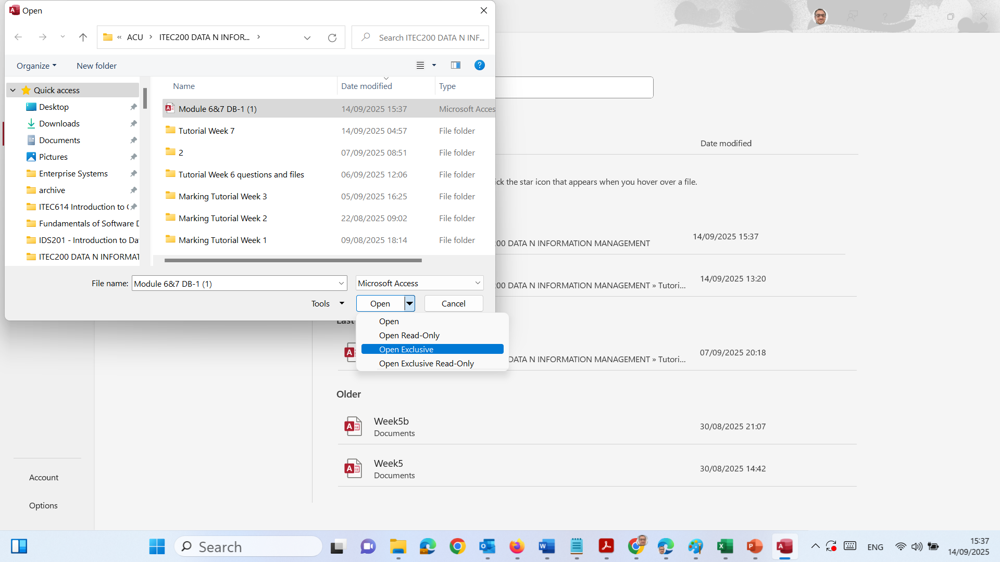 Open
« ACU › ITEC200 DATA N INFOR... ›
Search ITEC200 DATA N INF...
Organize
New folder
Name
Date modified
Type
Quick access
Desktop
Downloads
Documents
Pictures
Enterprise Systems
archive
ITEC614 Introduction to
Fundamentals of Software D
IDS201 - Introduction to Da
ITEC200 DATA N INFORMAT
Module 6&7 DB-1 (1) 14/09/2025 15:37 Microsoft Acces
Tutorial Week 7 14/09/2025 04:57 File folder
2 07/09/2025 08:51 File folder
Tutorial Week 6 questions and files 06/09/2025 12:06 File folder
Marking Tutorial Week 3 05/09/2025 16:25 File folder
Marking Tutorial Week 2 22/08/2025 09:02 File folder
Marking Tutorial Week 1 09/08/2025 18:14 File folder
File name: Module 6&7 DB-1 (1)
Microsoft Access
Tools
Open
Cancel
Open
Open Read-Only
Open Exclusive
Open Exclusive Read-Only
Date modified
ick the star icon that appears when you hover over a file.
00 DATA N INFORMATION MANAGEMENT
14/09/2025 15:37
00 DATA N INFORMATION MANAGEMENT » Tutori...
14/09/2025 13:20
Last
DATA N INFORMATION MANAGEMENT » Tutori...
07/09/2025 20:18
Older
Week5b
Documents
30/08/2025 21:07
Week5
Documents
30/08/2025 14:42
Account
Options
Search
ENG
15:37
14/09/2025